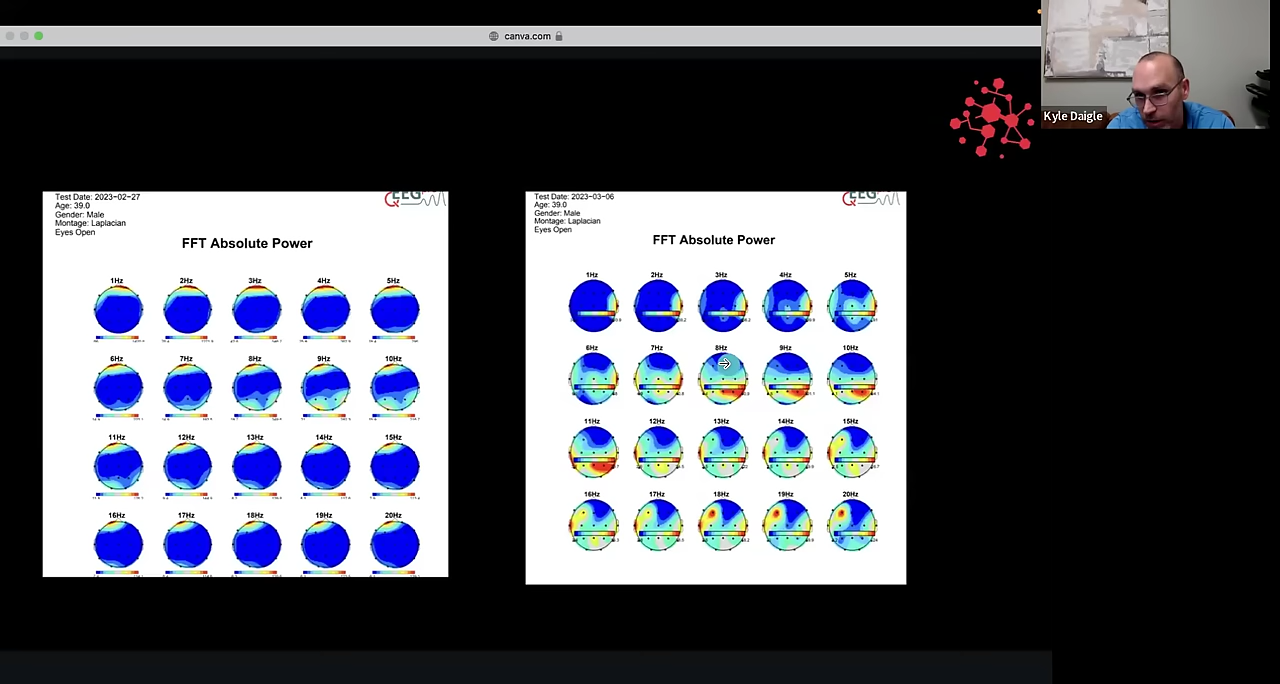 canva.com
Kyle Daigle
Test Date: 2023-02-27
Age: 39.0
Gender: Male
Montage: Laplacian
Eyes Open
QEEG
FFT Absolute Power
1Hz 2Hz 3Hz 4Hz 5Hz
6Hz 7Hz 8Hz 9Hz 10Hz
11Hz 12Hz 13Hz 14Hz 15Hz
16Hz 17Hz 18Hz 19Hz 20Hz
Test Date: 2023-03-06
Age: 39.0
Gender: Male
Montage: Laplacian
Eyes Open
QEEG
FFT Absolute Power
1Hz 2Hz 3Hz 4Hz 5Hz
6Hz 7Hz 8Hz 9Hz 10Hz
11Hz 12Hz 13Hz 14Hz 15Hz
16Hz 17Hz 18Hz 19Hz 20Hz